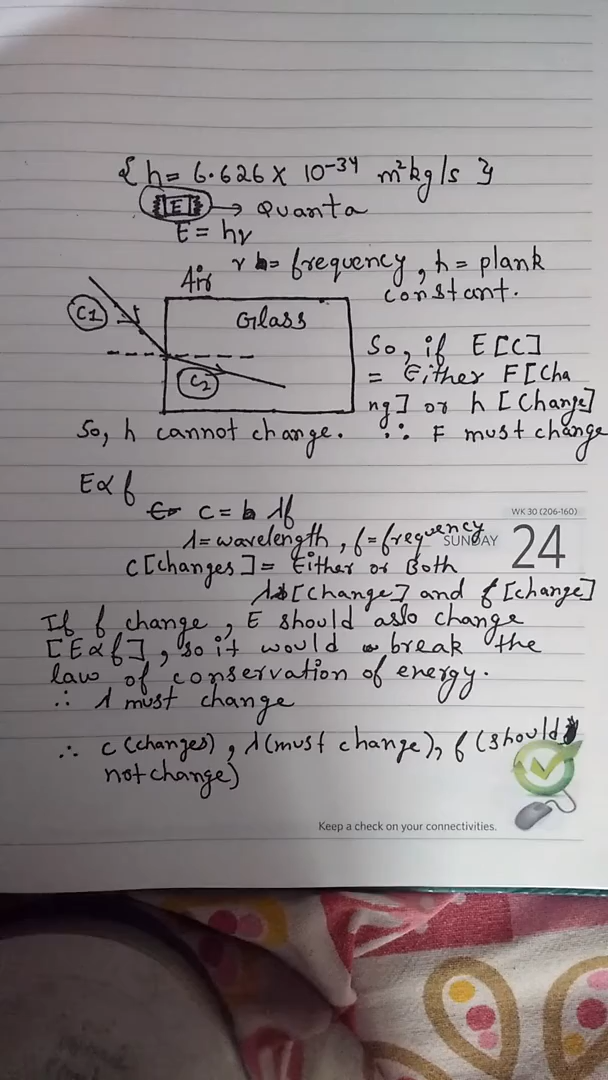 { h = 6.626 X 10⁻³⁴ m²kg/s }
E → Quanta
E = hν
ν = frequency, h = plank
constant.
Air
C1
Glass
C2
So, if E[C]
= Either F[Cha
ng] or h [Change]
So, h cannot change. ∴ F must change
E∝f
c = λf
λ = wavelength, f = frequency
WK 30 (206-160)
SUNDAY 24
c[changes] = Either or Both
λ [change] and f [change]
If f change, E should aslo change
[E∝f], so it would break the
law of conservation of energy.
∴ λ must change
∴ c (changes), λ (must change), f (should
not change)
Keep a check on your connectivities.